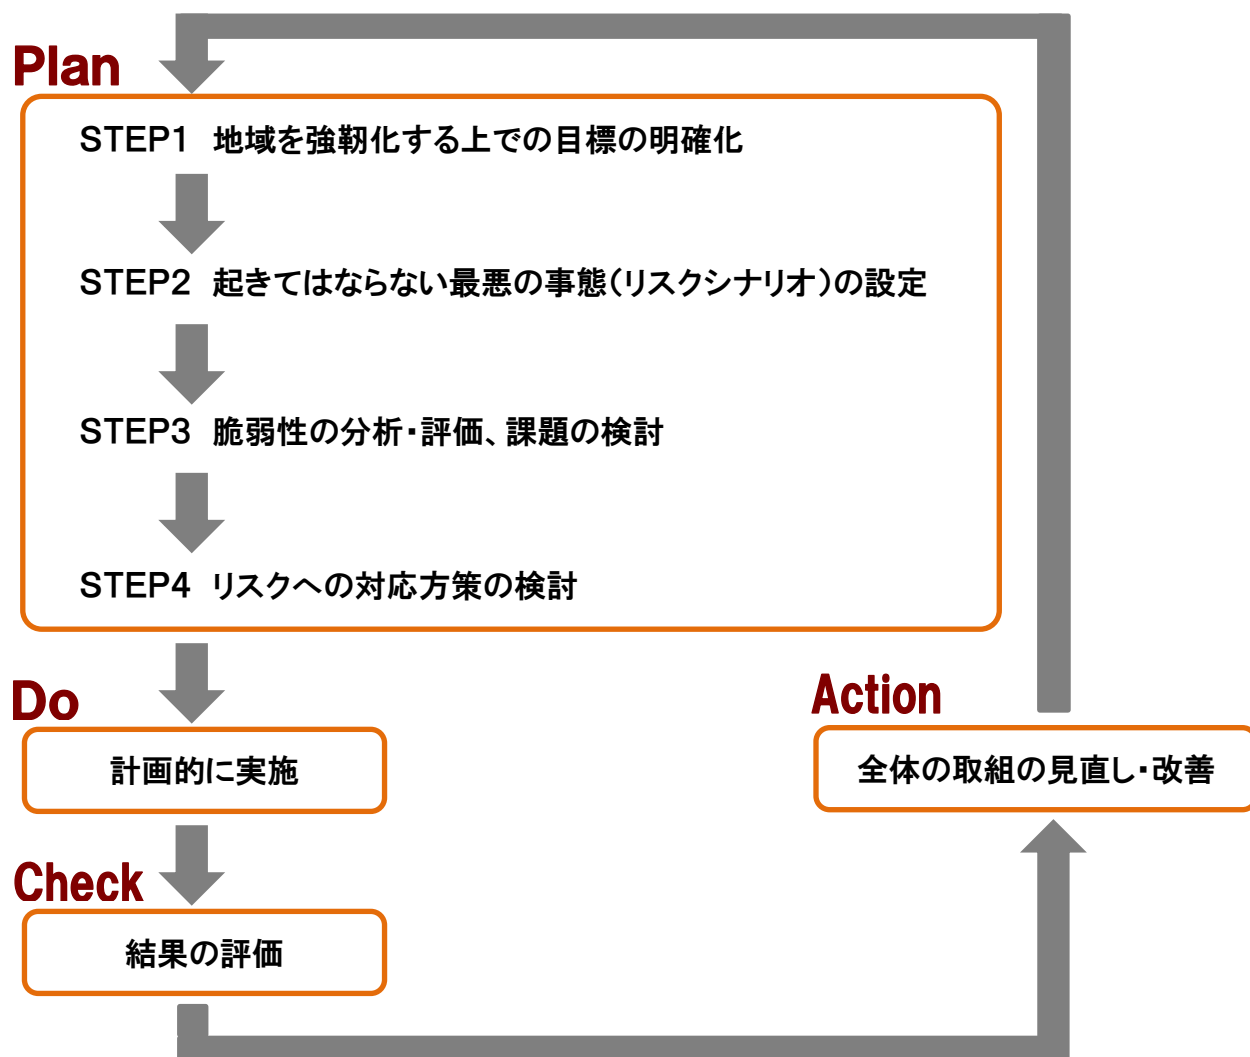 Plan
STEP1 地域を強靭化する上での目標の明確化
STEP2 起きてはならない最悪の事態(リスクシナリオ)の設定
STEP3 脆弱性の分析・評価、課題の検討
STEP4 リスクへの対応方策の検討
Do
計画的に実施
Check
結果の評価
Action
全体の取組の見直し・改善